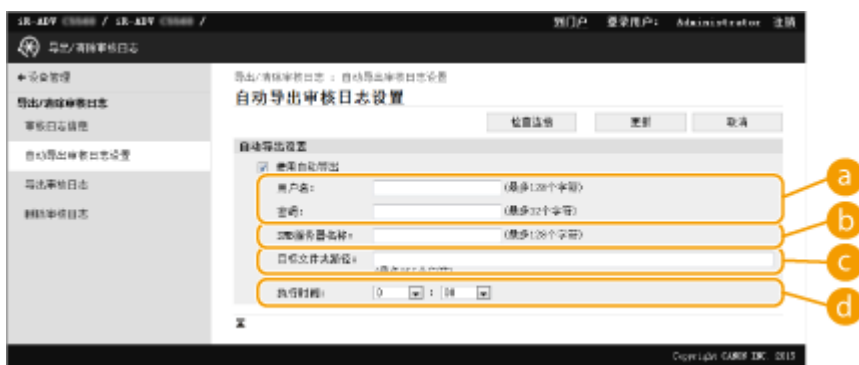 iR-ADV C5560 / iR-ADV C5560 /
到门户 登录用户: Administrator 注销
导出/清除审核日志
设备管理
导出/清除审核日志 : 自动导出审核日志设置
导出/清除审核日志
自动导出审核日志设置
审核日志信息
检查连接 更新 取消
自动导出审核日志设置
自动导出设置
使用自动导出
导出审核日志
用户名: (最多128个字符)
a
密码: (最多32个字符)
删除审核日志
SMB服务器名称: (最多128个字符)
b
目标文件夹路径:
c
执行时间: 0 : 00
d
Copyright CANON INC. 2015